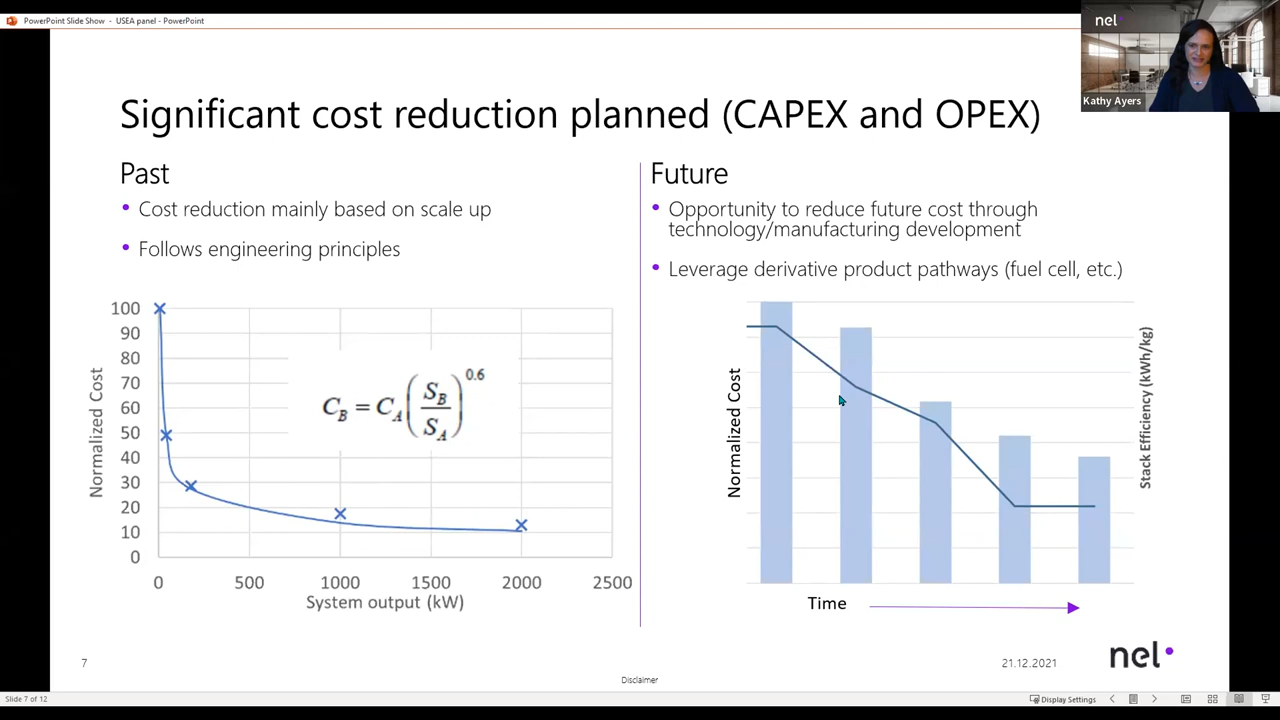 PowerPoint Slide Show - USEA panel - PowerPoint
nel
Kathy Ayers
Significant cost reduction planned (CAPEX and OPEX)
Past
• Cost reduction mainly based on scale up
• Follows engineering principles
Normalized Cost
100
90
80
70
60
50
40
30
20
10
0
C_B = C_A (S_B / S_A)^0.6
0 500 1000 1500 2000 2500
System output (kW)
Future
• Opportunity to reduce future cost through
technology/manufacturing development
• Leverage derivative product pathways (fuel cell, etc.)
Normalized Cost
Stack Efficiency (kWh/kg)
Time
7
21.12.2021
nel
Disclaimer
Slide 7 of 12
Display Settings